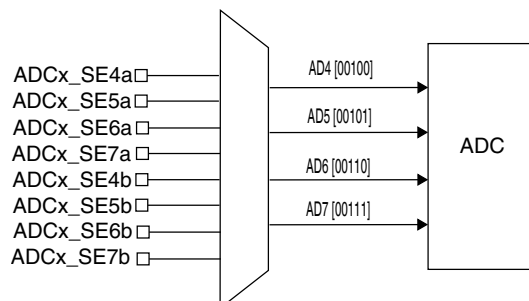 ADCx_SE4a
ADCx_SE5a
ADCx_SE6a
ADCx_SE7a
ADCx_SE4b
ADCx_SE5b
ADCx_SE6b
ADCx_SE7b
AD4 [00100]
AD5 [00101]
AD6 [00110]
AD7 [00111]
ADC